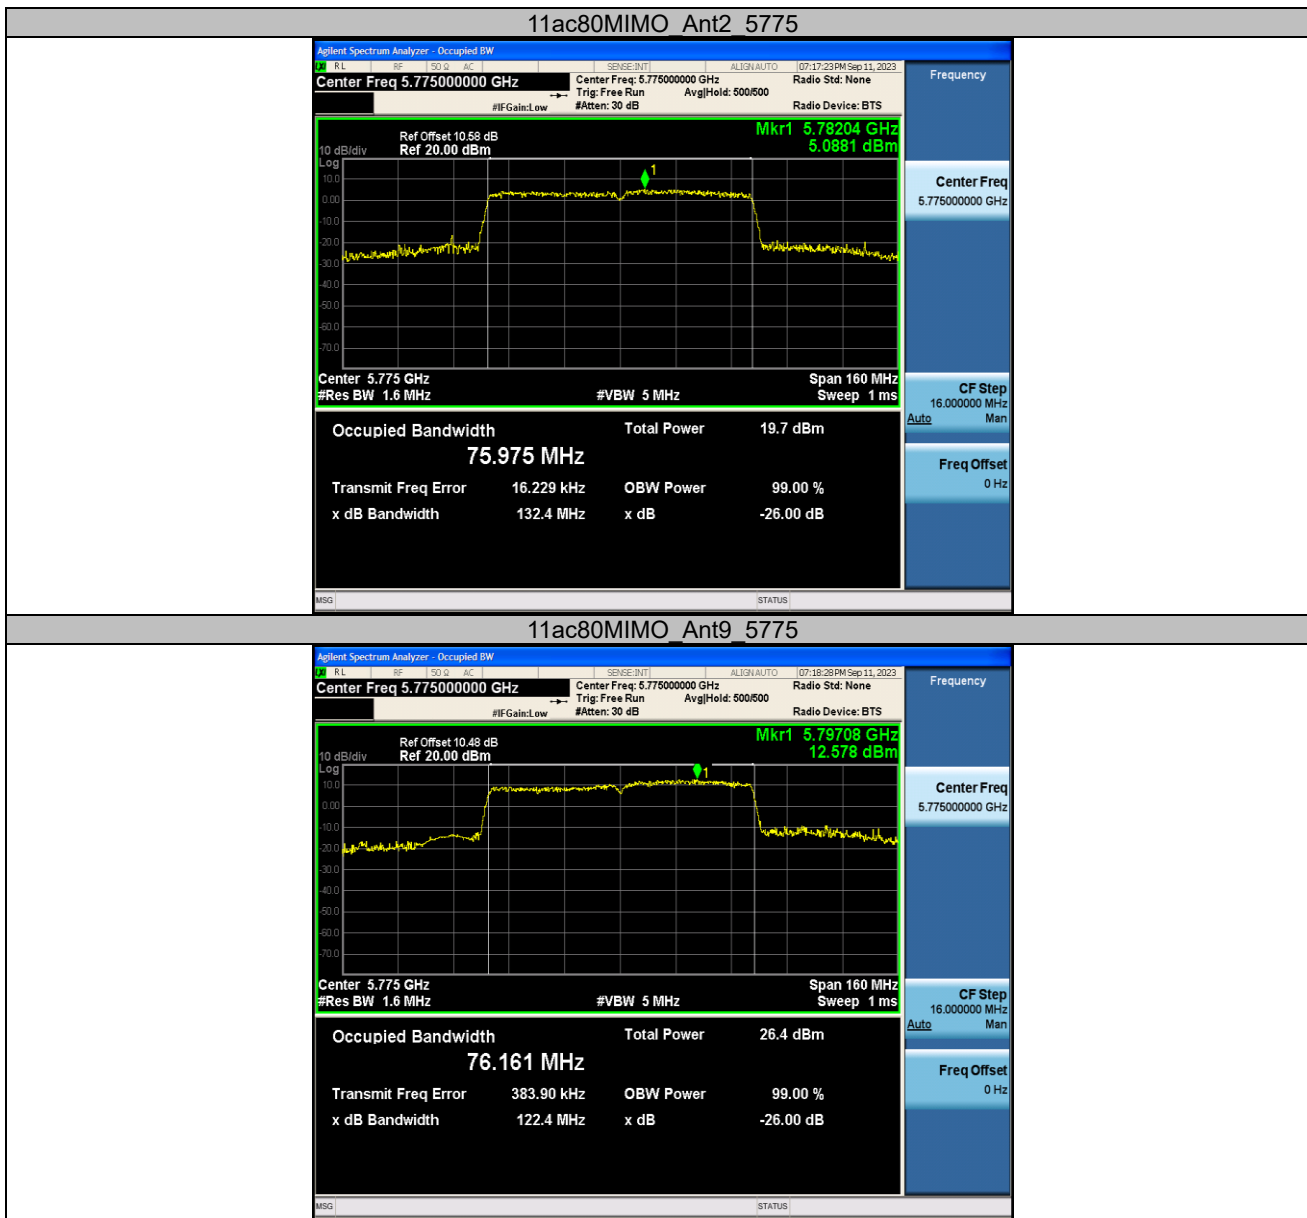 11ac80MIMO_Ant2_5775
Agilent Spectrum Analyzer - Occupied BW
RL RF 50 Ω AC SENSE:INT ALIGN AUTO 07:17:23 PM Sep 11, 2023
Center Freq 5.775000000 GHz Center Freq: 5.775000000 GHz Radio Std: None
Trig: Free Run Avg|Hold: 500/500
#IFGain:Low #Atten: 30 dB Radio Device: BTS
Frequency
Ref Offset 10.58 dB Mkr1 5.78204 GHz
10 dB/div Ref 20.00 dBm 5.0881 dBm
Log
10.0
0.00
-10.0
-20.0
-30.0
-40.0
-50.0
-60.0
-70.0
1
Center 5.775 GHz Span 160 MHz
#Res BW 1.6 MHz #VBW 5 MHz Sweep 1 ms
Center Freq
5.775000000 GHz
CF Step
16.000000 MHz
Auto Man
Freq Offset
0 Hz
Occupied Bandwidth Total Power 19.7 dBm
75.975 MHz
Transmit Freq Error 16.229 kHz OBW Power 99.00 %
x dB Bandwidth 132.4 MHz x dB -26.00 dB
MSG STATUS
11ac80MIMO_Ant9_5775
Agilent Spectrum Analyzer - Occupied BW
RL RF 50 Ω AC SENSE:INT ALIGN AUTO 07:18:28 PM Sep 11, 2023
Center Freq 5.775000000 GHz Center Freq: 5.775000000 GHz Radio Std: None
Trig: Free Run Avg|Hold: 500/500
#IFGain:Low #Atten: 30 dB Radio Device: BTS
Frequency
Ref Offset 10.48 dB Mkr1 5.79708 GHz
10 dB/div Ref 20.00 dBm 12.578 dBm
Log
10.0
0.00
-10.0
-20.0
-30.0
-40.0
-50.0
-60.0
-70.0
1
Center 5.775 GHz Span 160 MHz
#Res BW 1.6 MHz #VBW 5 MHz Sweep 1 ms
Center Freq
5.775000000 GHz
CF Step
16.000000 MHz
Auto Man
Freq Offset
0 Hz
Occupied Bandwidth Total Power 26.4 dBm
76.161 MHz
Transmit Freq Error 383.90 kHz OBW Power 99.00 %
x dB Bandwidth 122.4 MHz x dB -26.00 dB
MSG STATUS